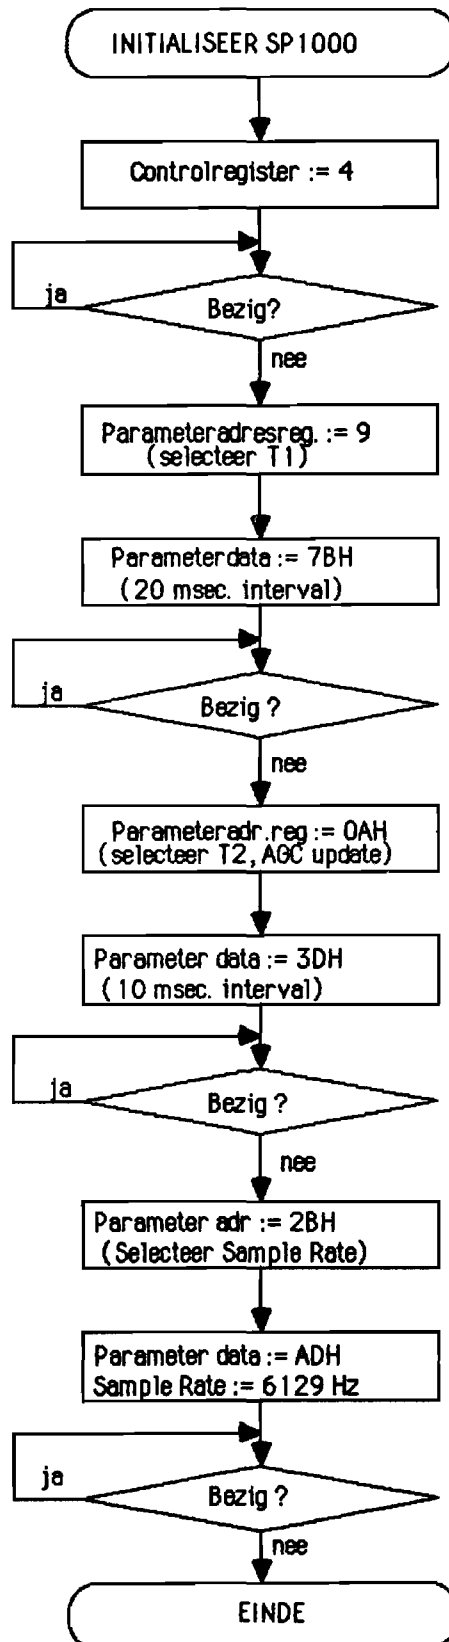 INITIALISEER SP1000
Controlregister := 4
ja
Bezig?
nee
Parameteradresreg. := 9
(selecteer T1)
Parameterdata := 7BH
(20 msec. interval)
ja
Bezig ?
nee
Parameteradr.reg := 0AH
(selecteer T2, AGC update)
Parameter data := 3DH
(10 msec. interval)
ja
Bezig ?
nee
Parameter adr := 2BH
(Selecteer Sample Rate)
Parameter data := ADH
Sample Rate := 6129 Hz
ja
Bezig ?
nee
EINDE